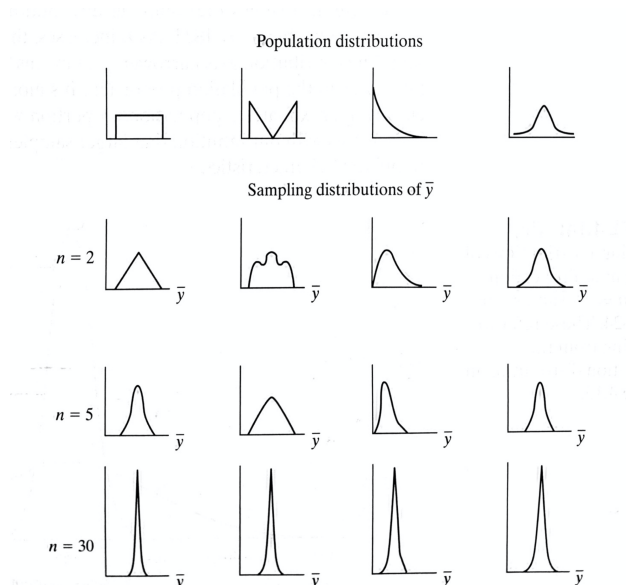 Population distributions
Sampling distributions of y̅
n = 2
y̅
y̅
y̅
y̅
n = 5
y̅
y̅
y̅
y̅
n = 30
y̅
y̅
y̅
y̅